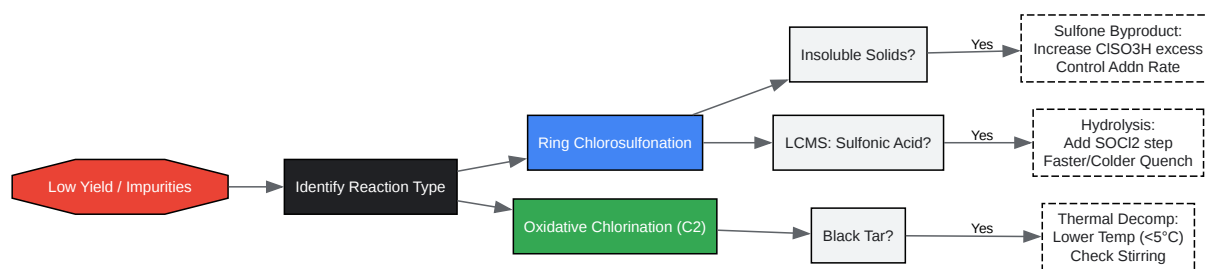 Low Yield / Impurities
Identify Reaction Type
Ring Chlorosulfonation
Oxidative Chlorination (C2)
Insoluble Solids?
Yes
Sulfone Byproduct:
Increase ClSO3H excess
Control Addn Rate
LCMS: Sulfonic Acid?
Yes
Hydrolysis:
Add SOCl2 step
Faster/Colder Quench
Black Tar?
Yes
Thermal Decomp:
Lower Temp (<5°C)
Check Stirring